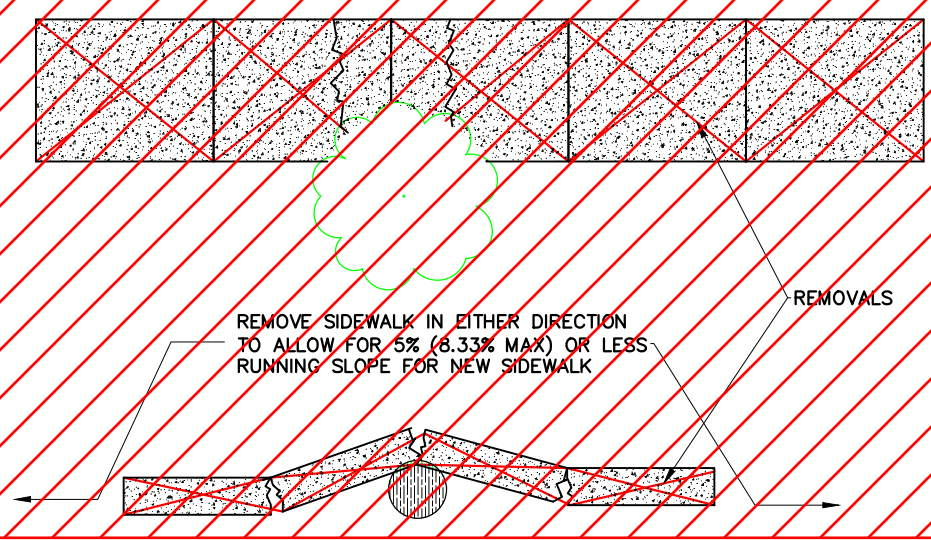 REMOVALS
REMOVE SIDEWALK IN EITHER DIRECTION
TO ALLOW FOR 5% (8.33% MAX) OR LESS
RUNNING SLOPE FOR NEW SIDEWALK